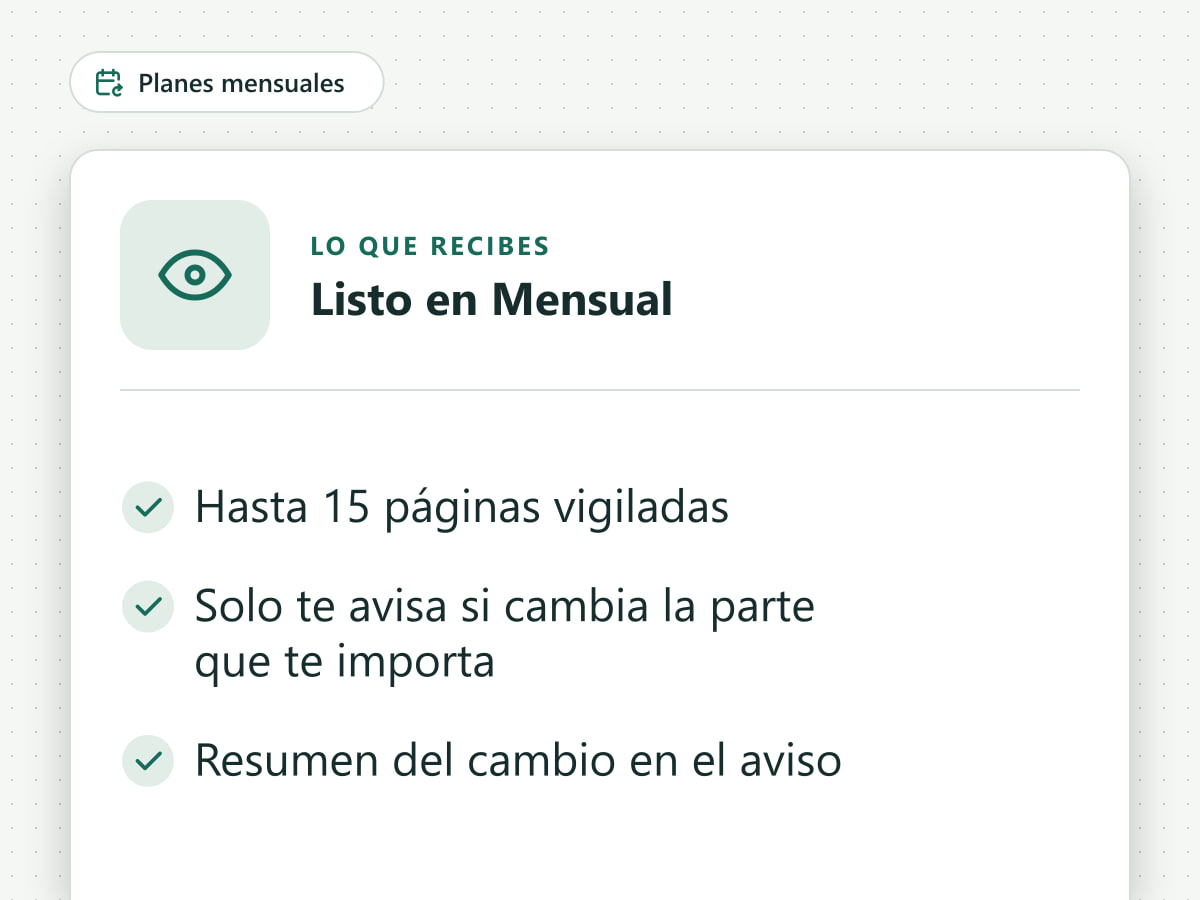 Planes mensuales
LO QUE RECIBES
Listo en Mensual
Hasta 15 páginas vigiladas
Solo te avisa si cambia la parte
que te importa
Resumen del cambio en el aviso